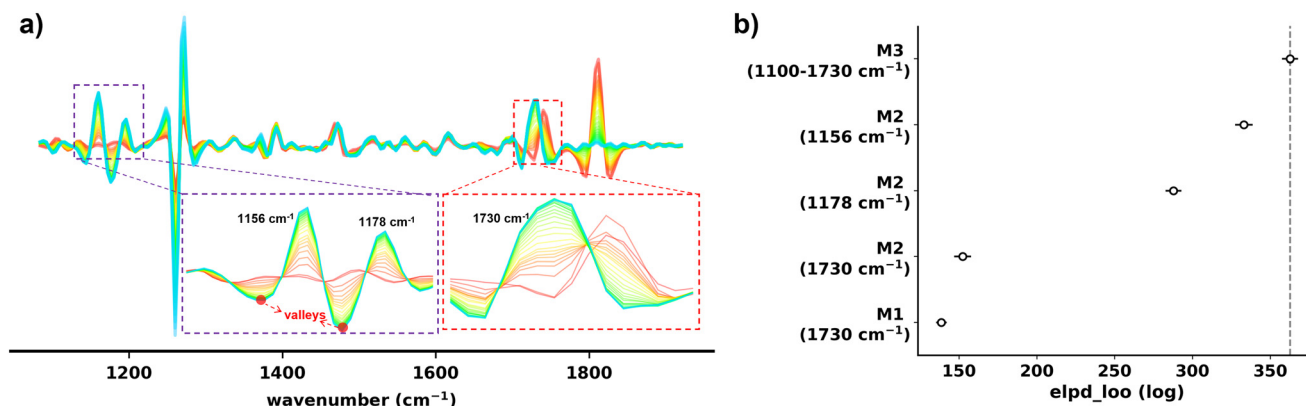 a)
1156 cm⁻¹
1178 cm⁻¹
1730 cm⁻¹
valleys
1200
1400
1600
1800
wavenumber (cm⁻¹)
b)
M3
(1100-1730 cm⁻¹)
M2
(1156 cm⁻¹)
M2
(1178 cm⁻¹)
M2
(1730 cm⁻¹)
M1
(1730 cm⁻¹)
150
200
250
300
350
elpd_loo (log)